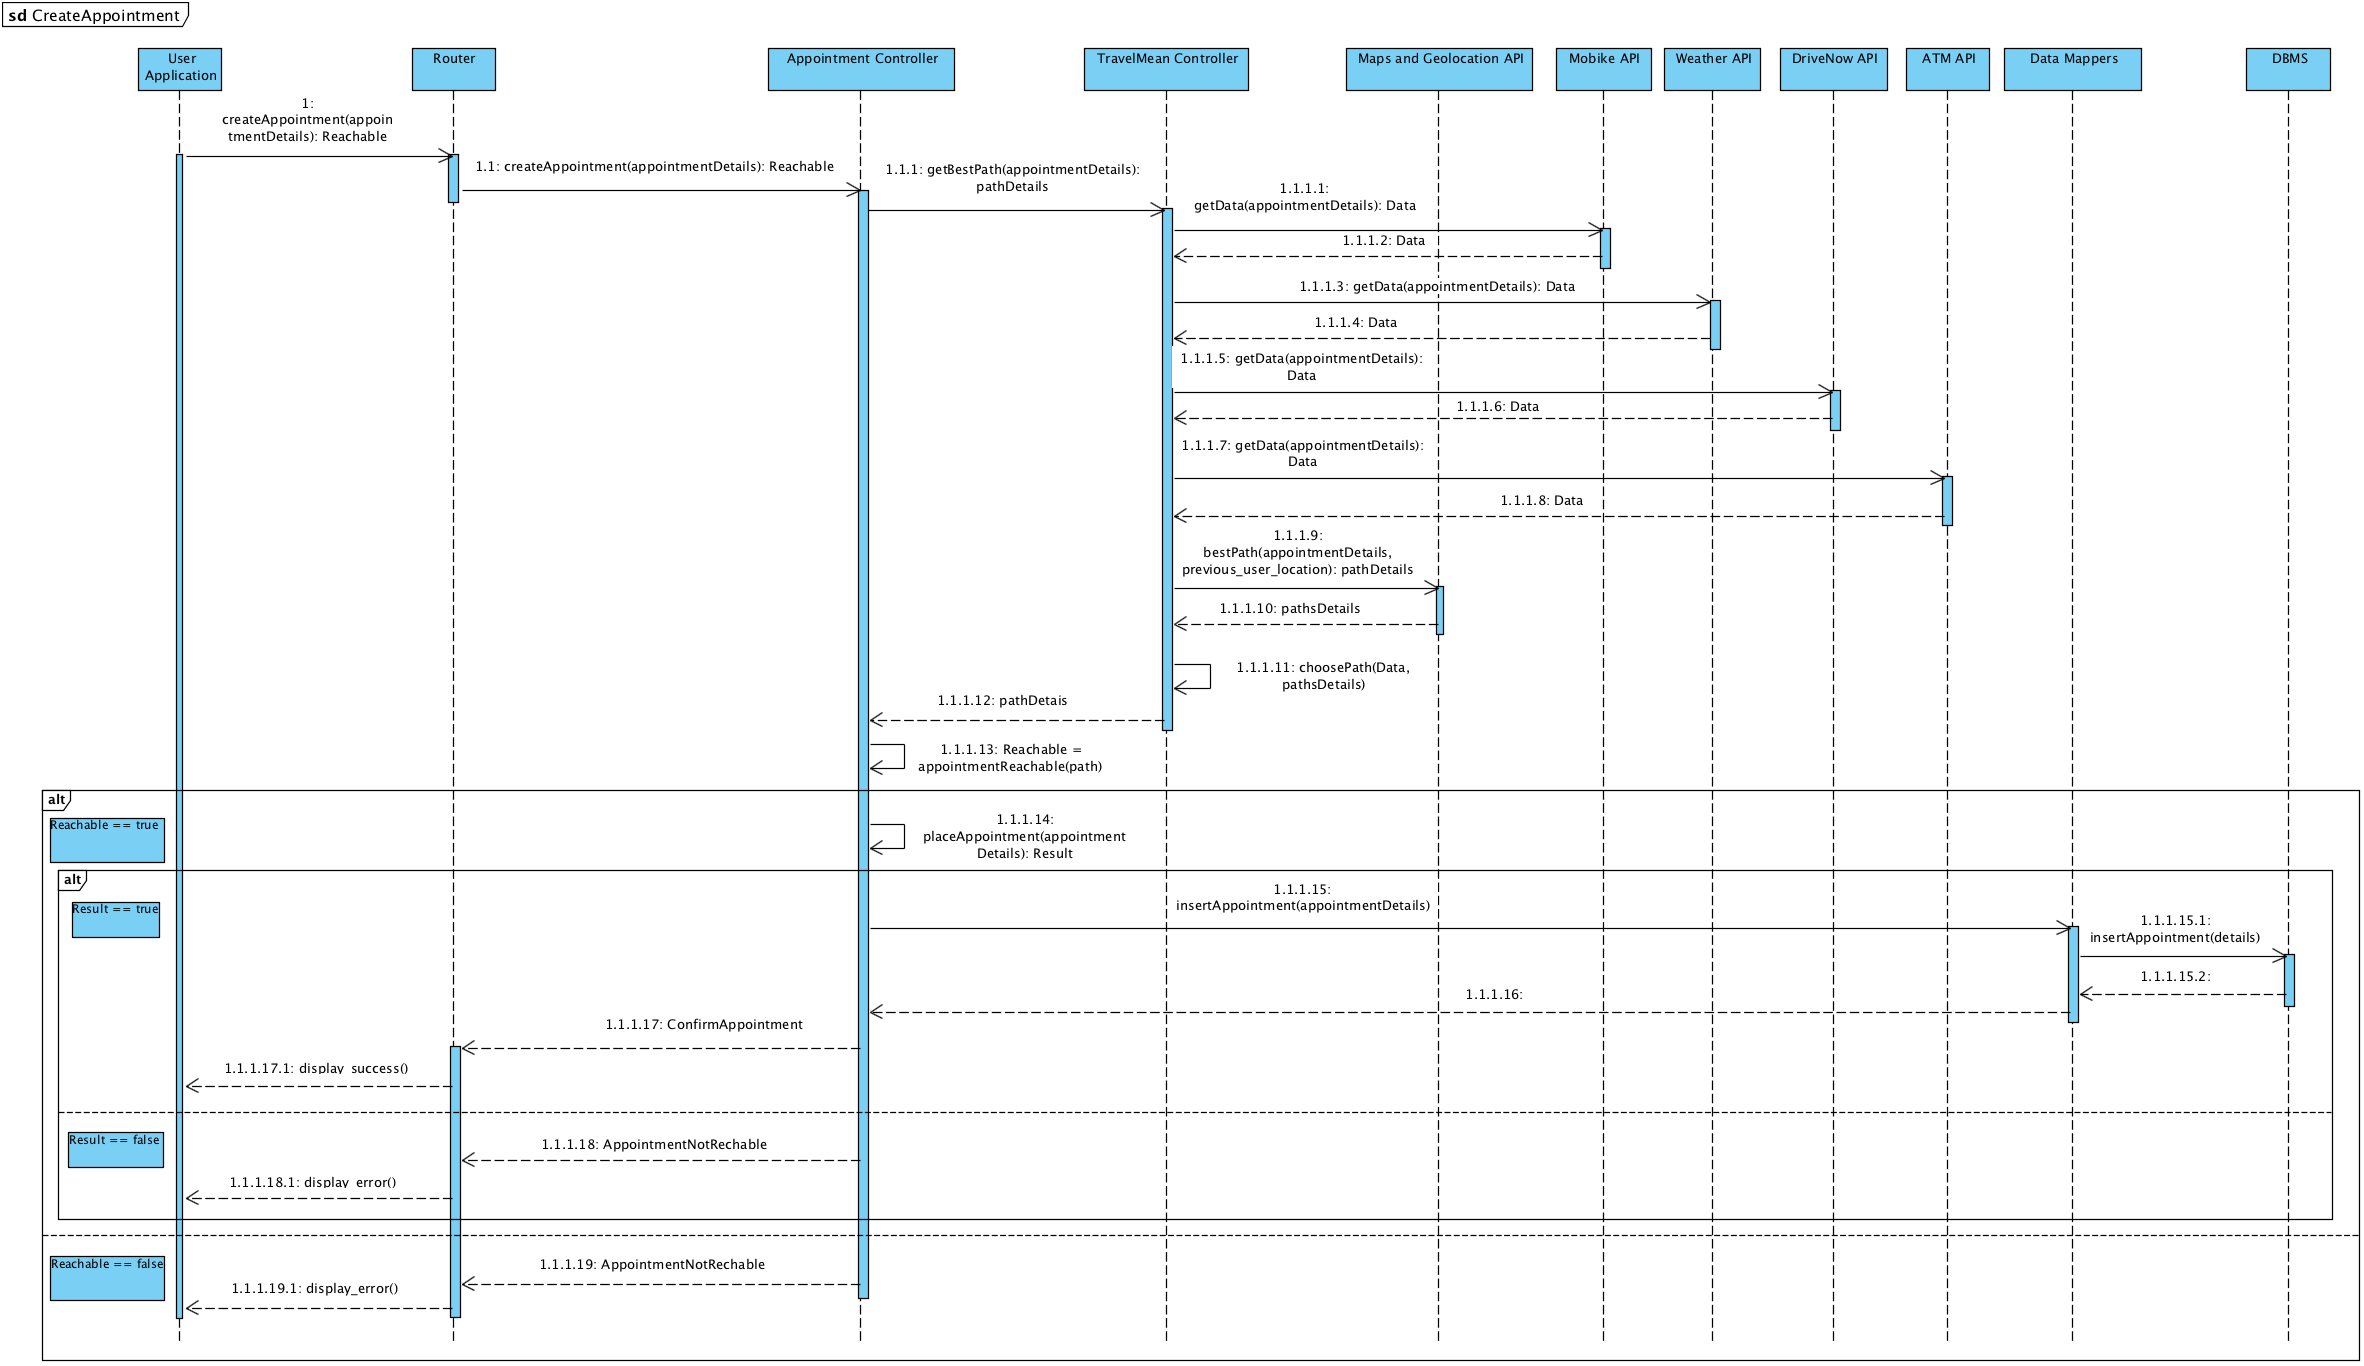 sd CreateAppointment
User
Application
Router
Appointment Controller
TravelMean Controller
Maps and Geolocation API
Mobike API
Weather API
DriveNow API
ATM API
Data Mappers
DBMS
1:
createAppointment(appoin
tmentDetails): Reachable
1.1: createAppointment(appointmentDetails): Reachable
1.1.1: getBestPath(appointmentDetails):
pathDetails
1.1.1.1:
getData(appointmentDetails): Data
1.1.1.2: Data
1.1.1.3: getData(appointmentDetails): Data
1.1.1.4: Data
1.1.1.5: getData(appointmentDetails):
Data
1.1.1.6: Data
1.1.1.7: getData(appointmentDetails):
Data
1.1.1.8: Data
1.1.1.9:
bestPath(appointmentDetails,
previous_user_location): pathDetails
1.1.1.10: pathsDetails
1.1.1.11: choosePath(Data,
pathsDetails)
1.1.1.12: pathDetais
1.1.1.13: Reachable =
appointmentReachable(path)
alt
Reachable == true
1.1.1.14:
placeAppointment(appointment
Details): Result
alt
Result == true
1.1.1.15:
insertAppointment(appointmentDetails)
1.1.1.15.1:
insertAppointment(details)
1.1.1.15.2:
1.1.1.16:
1.1.1.17: ConfirmAppointment
1.1.1.17.1: display_success()
Result == false
1.1.1.18: AppointmentNotRechable
1.1.1.18.1: display_error()
Reachable == false
1.1.1.19: AppointmentNotRechable
1.1.1.19.1: display_error()